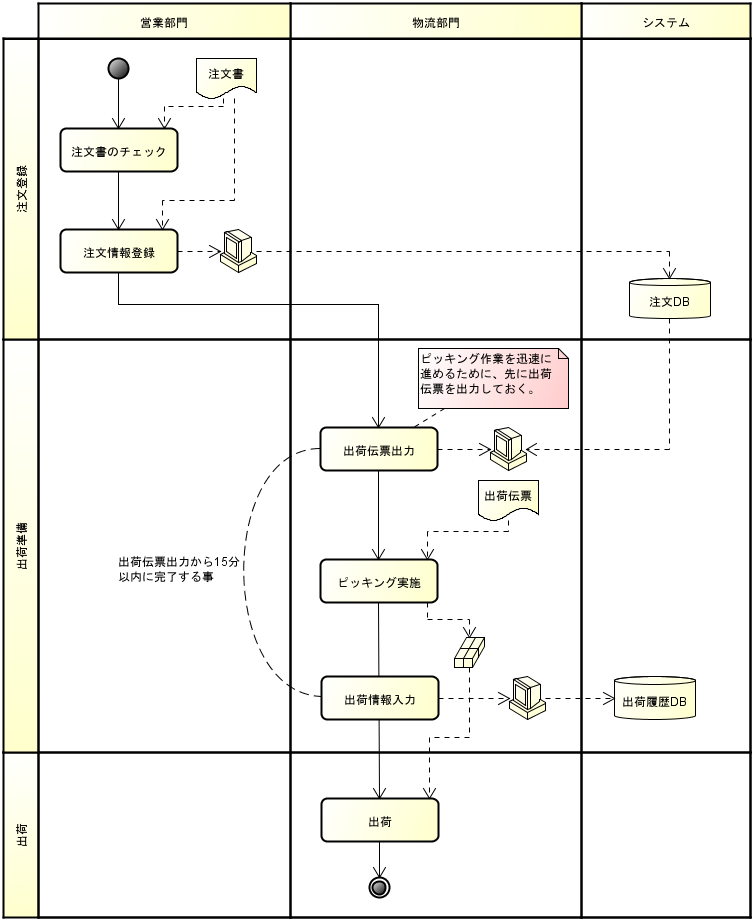 営業部門
物流部門
システム
注文登録
注文書
注文書のチェック
注文情報登録
注文DB
出荷準備
ピッキング作業を迅速に
進めるために、先に出荷
伝票を出力しておく。
出荷伝票出力
出荷伝票
出荷伝票出力から15分
以内に完了する事
ピッキング実施
出荷情報入力
出荷履歴DB
出荷
出荷